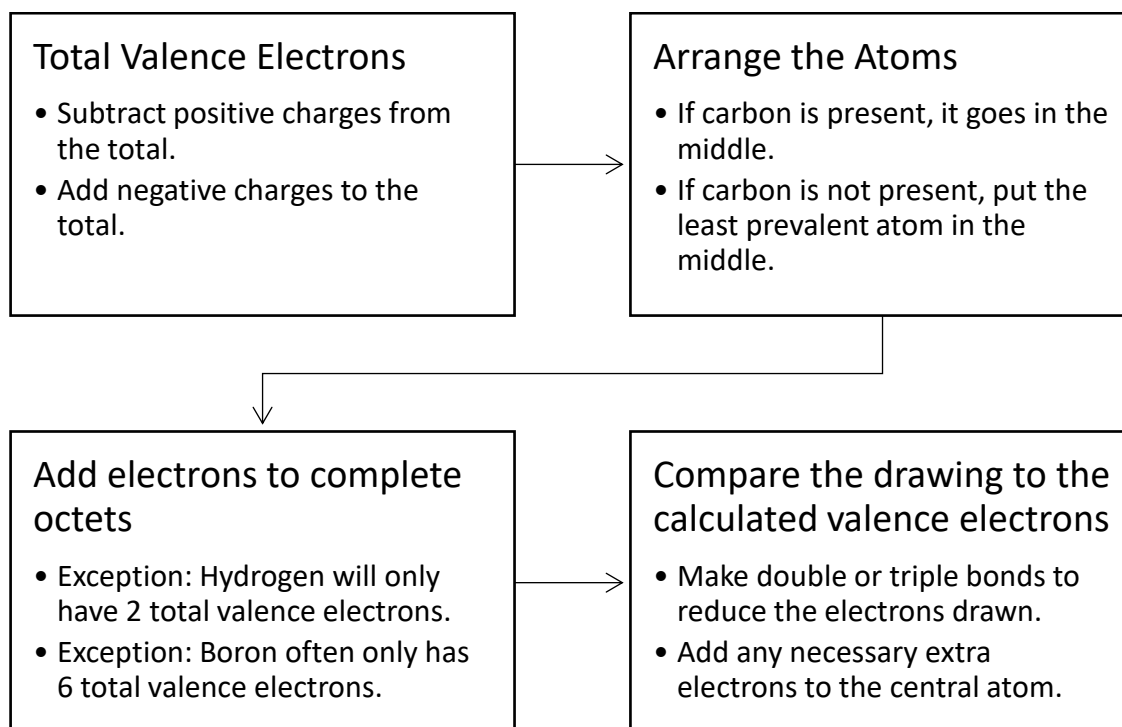 Total Valence Electrons
• Subtract positive charges from
the total.
• Add negative charges to the
total.
Arrange the Atoms
• If carbon is present, it goes in the
middle.
• If carbon is not present, put the
least prevalent atom in the
middle.
Add electrons to complete
octets
• Exception: Hydrogen will only
have 2 total valence electrons.
• Exception: Boron often only has
6 total valence electrons.
Compare the drawing to the
calculated valence electrons
• Make double or triple bonds to
reduce the electrons drawn.
• Add any necessary extra
electrons to the central atom.